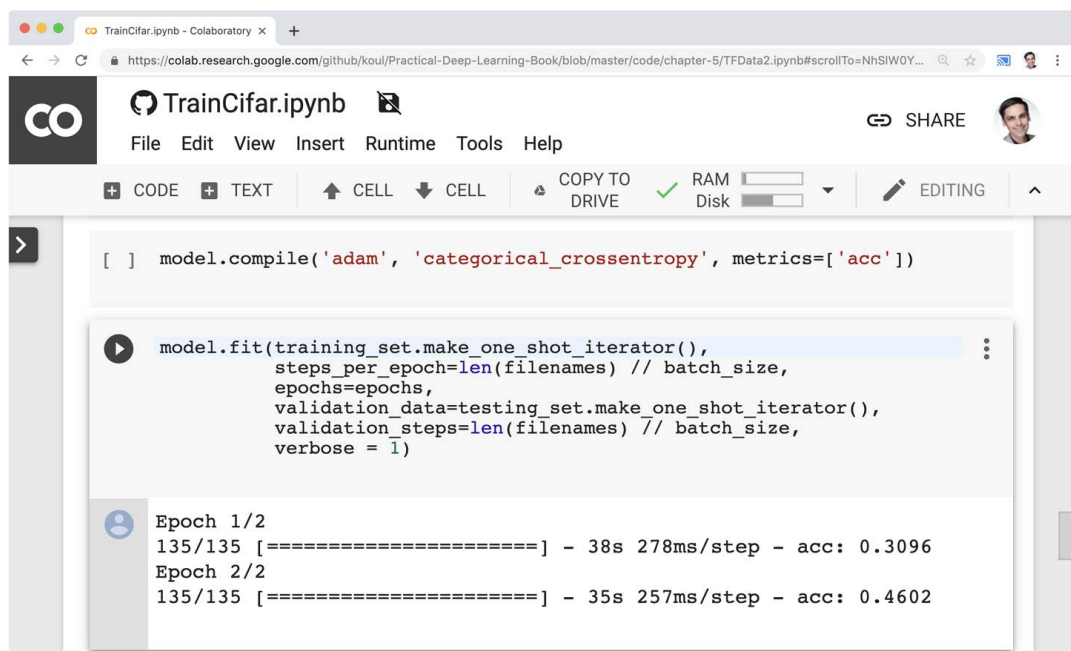 TrainCifar.ipynb - Colaboratory × +
https://colab.research.google.com/github/koul/Practical-Deep-Learning-Book/blob/master/code/chapter-5/TFData2.ipynb#scrollTo=NhSIW0Y...
CO TrainCifar.ipynb
SHARE
File Edit View Insert Runtime Tools Help
CODE TEXT CELL CELL COPY TO DRIVE RAM Disk EDITING
[ ] model.compile('adam', 'categorical_crossentropy', metrics=['acc'])
model.fit(training_set.make_one_shot_iterator(),
steps_per_epoch=len(filenames) // batch_size,
epochs=epochs,
validation_data=testing_set.make_one_shot_iterator(),
validation_steps=len(filenames) // batch_size,
verbose = 1)
Epoch 1/2
135/135 [======================] - 38s 278ms/step - acc: 0.3096
Epoch 2/2
135/135 [======================] - 35s 257ms/step - acc: 0.4602